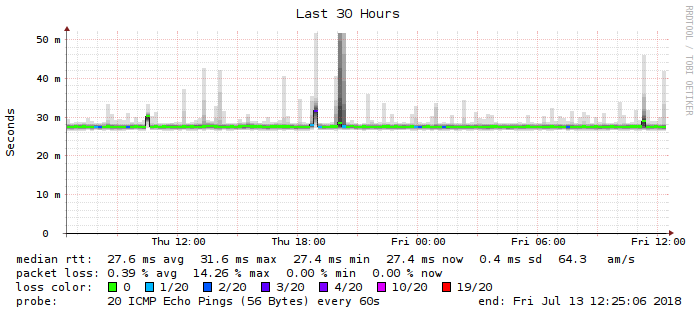 Last 30 Hours
RRDTOOL / TOBI OETIKER
Seconds
50 m
40 m
30 m
20 m
10 m
0
Thu 12:00 Thu 18:00 Fri 00:00 Fri 06:00 Fri 12:00
median rtt: 27.6 ms avg 31.6 ms max 27.4 ms min 27.4 ms now 0.4 ms sd 64.3 am/s
packet loss: 0.39 % avg 14.26 % max 0.00 % min 0.00 % now
loss color: 0 1/20 2/20 3/20 4/20 10/20 19/20
probe: 20 ICMP Echo Pings (56 Bytes) every 60s end: Fri Jul 13 12:25:06 2018